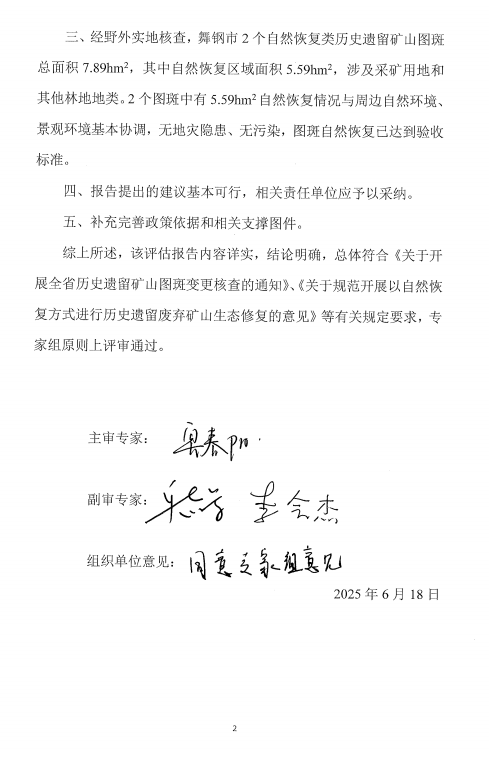 三、经野外实地核查，舞钢市 2 个自然恢复类历史遗留矿山图斑
总面积 7.89hm²，其中自然恢复区域面积 5.59hm²，涉及采矿用地和
其他林地地类。2 个图斑中有 5.59hm² 自然恢复情况与周边自然环境、
景观环境基本协调，无地灾隐患、无污染，图斑自然恢复已达到验收
标准。
四、报告提出的建议基本可行，相关责任单位应予以采纳。
五、补充完善政策依据和相关支撑图件。
综上所述，该评估报告内容详实，结论明确，总体符合《关于开
展全省历史遗留矿山图斑变更核查的通知》、《关于规范开展以自然恢
复方式进行历史遗留废弃矿山生态修复的意见》等有关规定要求，专
家组原则上评审通过。
主审专家：
副审专家： 李会杰
组织单位意见：同意专家组意见
2025 年 6 月 18 日
2